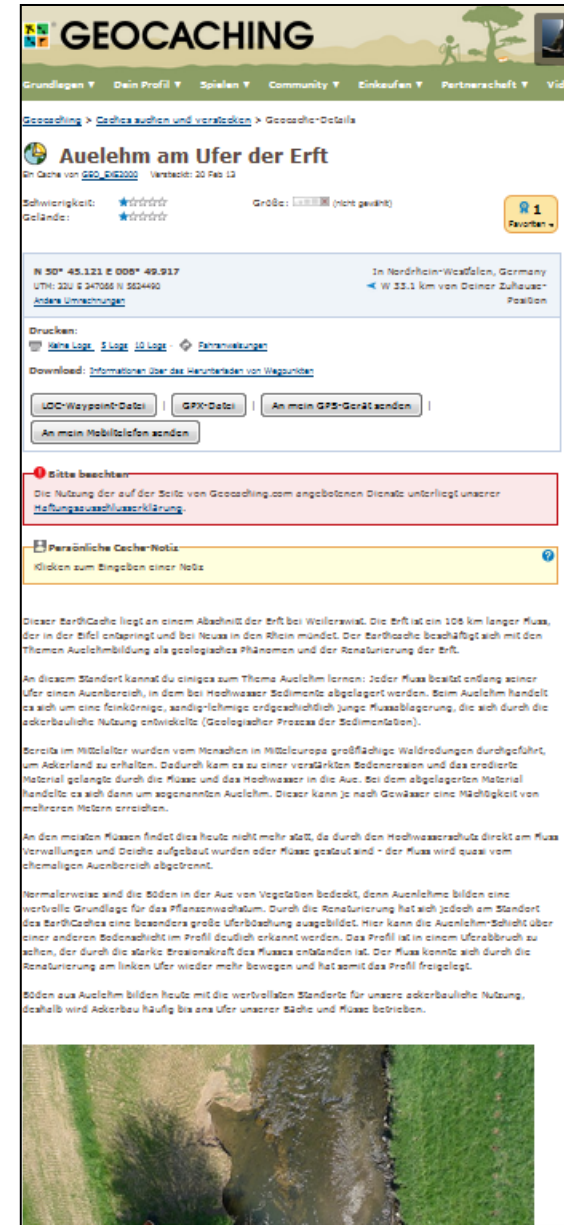 GEOCACHING
Grundlagen ▼ Dein Profil ▼ Spielen ▼ Community ▼ Einkaufen ▼ Partnerschaft ▼ Vid
Geocaching > Caches suchen und verstecken > Geocache-Details
Auelehm am Ufer der Erft
Ein Cache von GEO_EXE2000 Versteckt: 20 Feb 13
Schwierigkeit: Größe: (nicht gewählt)
Gelände:
1
Favoriten
N 50° 45.121 E 006° 49.917 In Nordrhein-Westfalen, Germany
UTM: 32U E 347066 N 5624490 W 33.1 km von Deiner Zuhause-
Andere Umrechnungen Position
Drucken:
Keine Logs 5 Logs 10 Logs · Fahranweisungen
Download: Informationen über das Herunterladen von Wegpunkten
LOC-Waypoint-Datei | GPX-Datei | An mein GPS-Gerät senden |
An mein Mobiltelefon senden
Bitte beachten
Die Nutzung der auf der Seite von Geocaching.com angebotenen Dienste unterliegt unserer
Haftungsausschlusserklärung.
Persönliche Cache-Notiz
Klicken zum Eingeben einer Notiz
Dieser EarthCache liegt an einem Abschnitt der Erft bei Weilerswist. Die Erft ist ein 106 km langer Fluss,
der in der Eifel entspringt und bei Neuss in den Rhein mündet. Der Earthcache beschäftigt sich mit den
Themen Auelehmbildung als geologisches Phänomen und der Renaturierung der Erft.
An diesem Standort kannst du einiges zum Thema Auelehm lernen: Jeder Fluss besitzt entlang seiner
Ufer einen Auenbereich, in dem bei Hochwasser Sedimente abgelagert werden. Beim Auelehm handelt
es sich um eine feinkörnige, sandig-lehmige erdgeschichtlich junge Flussablagerung, die sich durch die
ackerbauliche Nutzung entwickelte (Geologischer Prozess der Sedimentation).
Bereits im Mittelalter wurden vom Menschen in Mitteleuropa großflächige Waldrodungen durchgeführt,
um Ackerland zu erhalten. Dadurch kam es zu einer verstärkten Bodenerosion und das erodierte
Material gelangte durch die Flüsse und das Hochwasser in die Aue. Bei dem abgelagerten Material
handelte es sich dann um sogenannten Auelehm. Dieser kann je nach Gewässer eine Mächtigkeit von
mehreren Metern erreichen.
An den meisten Flüssen findet dies heute nicht mehr statt, da durch den Hochwasserschutz direkt am Fluss
Verwallungen und Deiche aufgebaut wurden oder Flüsse gestaut sind - der Fluss wird quasi vom
ehemaligen Auenbereich abgetrennt.
Normalerweise sind die Böden in der Aue von Vegetation bedeckt, denn Auenlehme bilden eine
wertvolle Grundlage für das Pflanzenwachstum. Durch die Renaturierung hat sich jedoch am Standort
des EarthCaches eine besonders große Uferböschung ausgebildet. Hier kann die Auenlehm-Schicht über
einer anderen Bodenschicht im Profil deutlich erkannt werden. Das Profil ist in einem Uferabbruch zu
sehen, der durch die starke Erosionskraft des Flusses entstanden ist. Der Fluss konnte sich durch die
Renaturierung am linken Ufer wieder mehr bewegen und hat somit das Profil freigelegt.
Böden aus Auelehm bilden heute mit die wertvollsten Standorte für unsere ackerbauliche Nutzung,
deshalb wird Ackerbau häufig bis ans Ufer unserer Bäche und Flüsse betrieben.